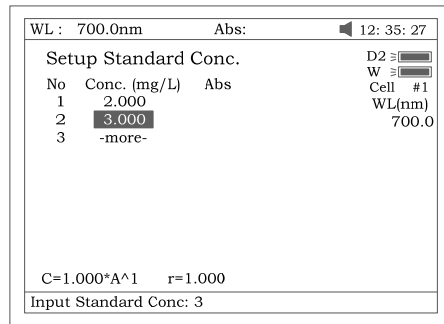 WL: 700.0nm Abs: 12: 35: 27
Setup Standard Conc.
No Conc. (mg/L) Abs
1 2.000
2 3.000
3 -more-
D2
W
Cell #1
WL(nm)
700.0
C=1.000*A^1 r=1.000
Input Standard Conc: 3